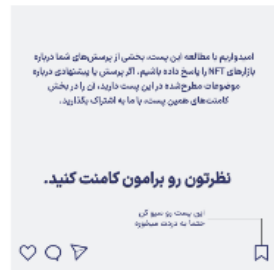 امیدواریم با مطالعه این پست، بخشی از پرسش‌های شما درباره
بازارهای NFT را پاسخ داده باشیم. اگر پرسش یا پیشنهادی درباره
موضوعات مطرح‌شده در این پست دارید، آن را در بخش
کامنت‌های همین پست، با ما به اشتراک بگذارید.
نظرتون رو برامون کامنت کنید.
این پست رو سیو کن
حتما به دردت میخوره